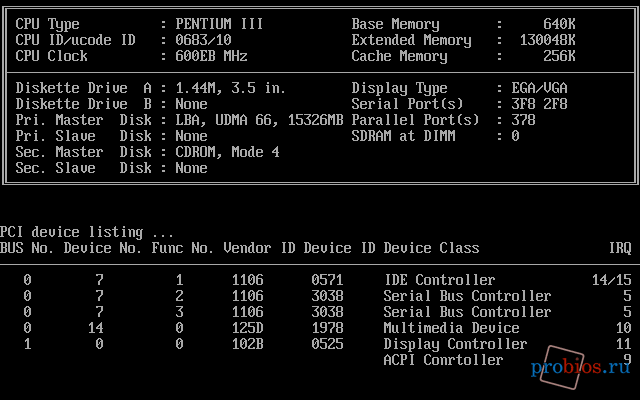 CPU Type : PENTIUM III Base Memory : 640K
CPU ID/ucode ID : 0683/10 Extended Memory : 130048K
CPU Clock : 600EB MHz Cache Memory : 256K
Diskette Drive A : 1.44M, 3.5 in. Display Type : EGA/VGA
Diskette Drive B : None Serial Port(s) : 3F8 2F8
Pri. Master Disk : LBA, UDMA 66, 15326MB Parallel Port(s) : 378
Pri. Slave Disk : None SDRAM at DIMM : 0
Sec. Master Disk : CDROM, Mode 4
Sec. Slave Disk : None
PCI device listing ...
BUS No. Device No. Func No. Vendor ID Device ID Device Class IRQ
0 7 1 1106 0571 IDE Controller 14/15
0 7 2 1106 3038 Serial Bus Controller 5
0 7 3 1106 3038 Serial Bus Controller 5
0 14 0 125D 1978 Multimedia Device 10
1 0 0 102B 0525 Display Controller 11
ACPI Conrtoller 9
probios.ru